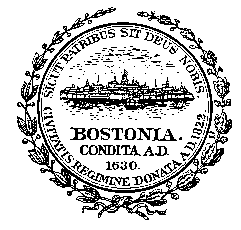 SICUT PATRIBUS SIT DEUS NOBIS.
BOSTONIA.
CONDITA A.D.
1630.
CIVITATIS REGIMINE DONATA A.D. 1822